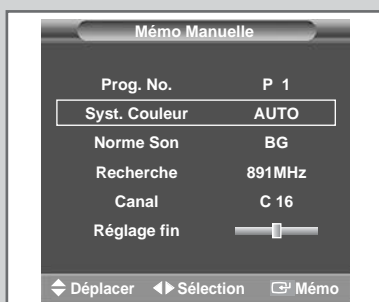 Mémo Manuelle
Prog. No. P 1
Syst. Couleur AUTO
Norme Son BG
Recherche 891MHz
Canal C 16
Réglage fin
Déplacer Sélection Mémo